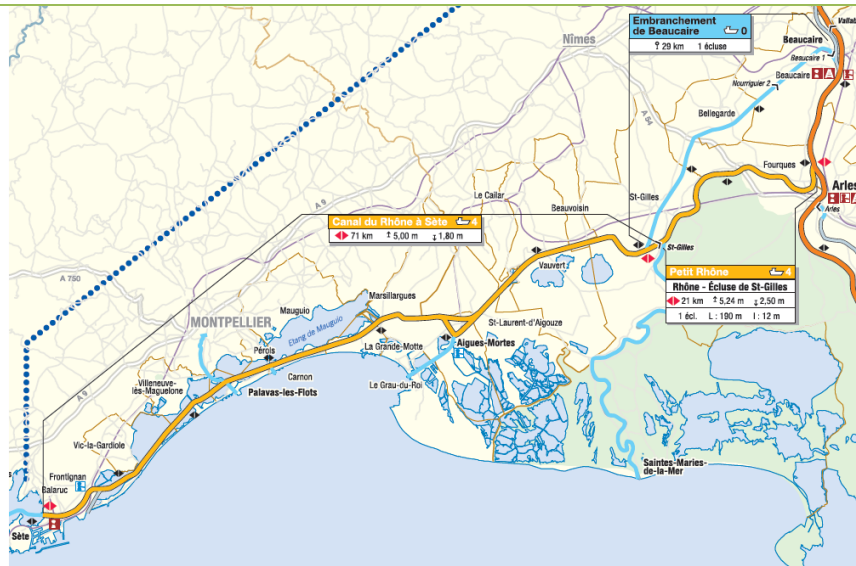 Embranchement
de Beaucaire 0
29 km 1 écluse
Beaucaire
Beaucaire 1
Beaucaire
Nourriguier 2
Nîmes
Bellegarde
A 54
Fourques
Arles
Arles
Le Cailar
Beauvoisin
St-Gilles
A 9
Canal du Rhône à Sète 4
71 km 5,00 m 1,80 m
St-Gilles
Vauvert
Petit Rhône 4
Rhône - Écluse de St-Gilles
21 km 5,24 m 2,50 m
1 écl. L : 190 m l : 12 m
A 750
Marsillargues
Mauguio
MONTPELLIER
Etang de Mauguio
St-Laurent-d'Aigouze
Pérols
La Grande-Motte
Aigues-Mortes
Carnon
Le Grau-du-Roi
Villeneuve-
lès-Maguelone
Palavas-les-Flots
A 9
Vic-la-Gardiole
Saintes-Maries-
de-la-Mer
Frontignan
Balaruc
Sète